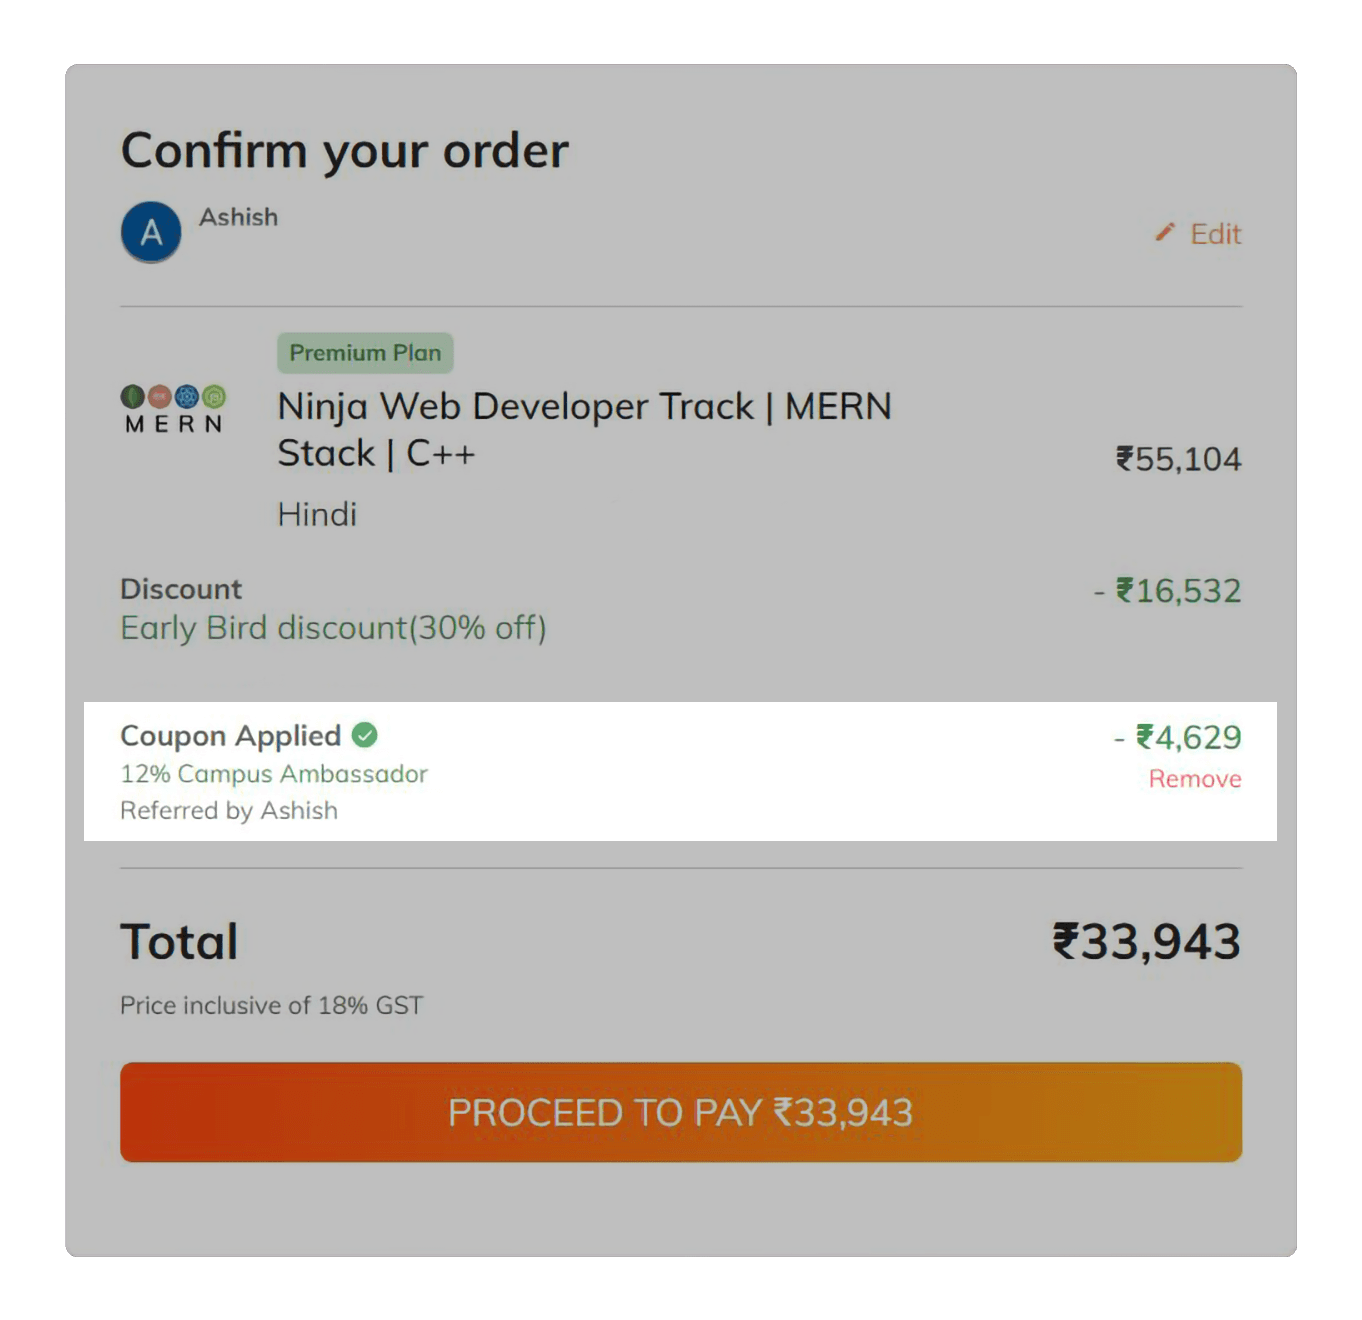 Confirm your order
A
Ashish
Edit
Premium Plan
MERN
Ninja Web Developer Track | MERN
Stack | C++
₹55,104
Hindi
Discount
- ₹16,532
Early Bird discount(30% off)
Coupon Applied
- ₹4,629
12% Campus Ambassador
Remove
Referred by Ashish
Total
₹33,943
Price inclusive of 18% GST
PROCEED TO PAY ₹33,943